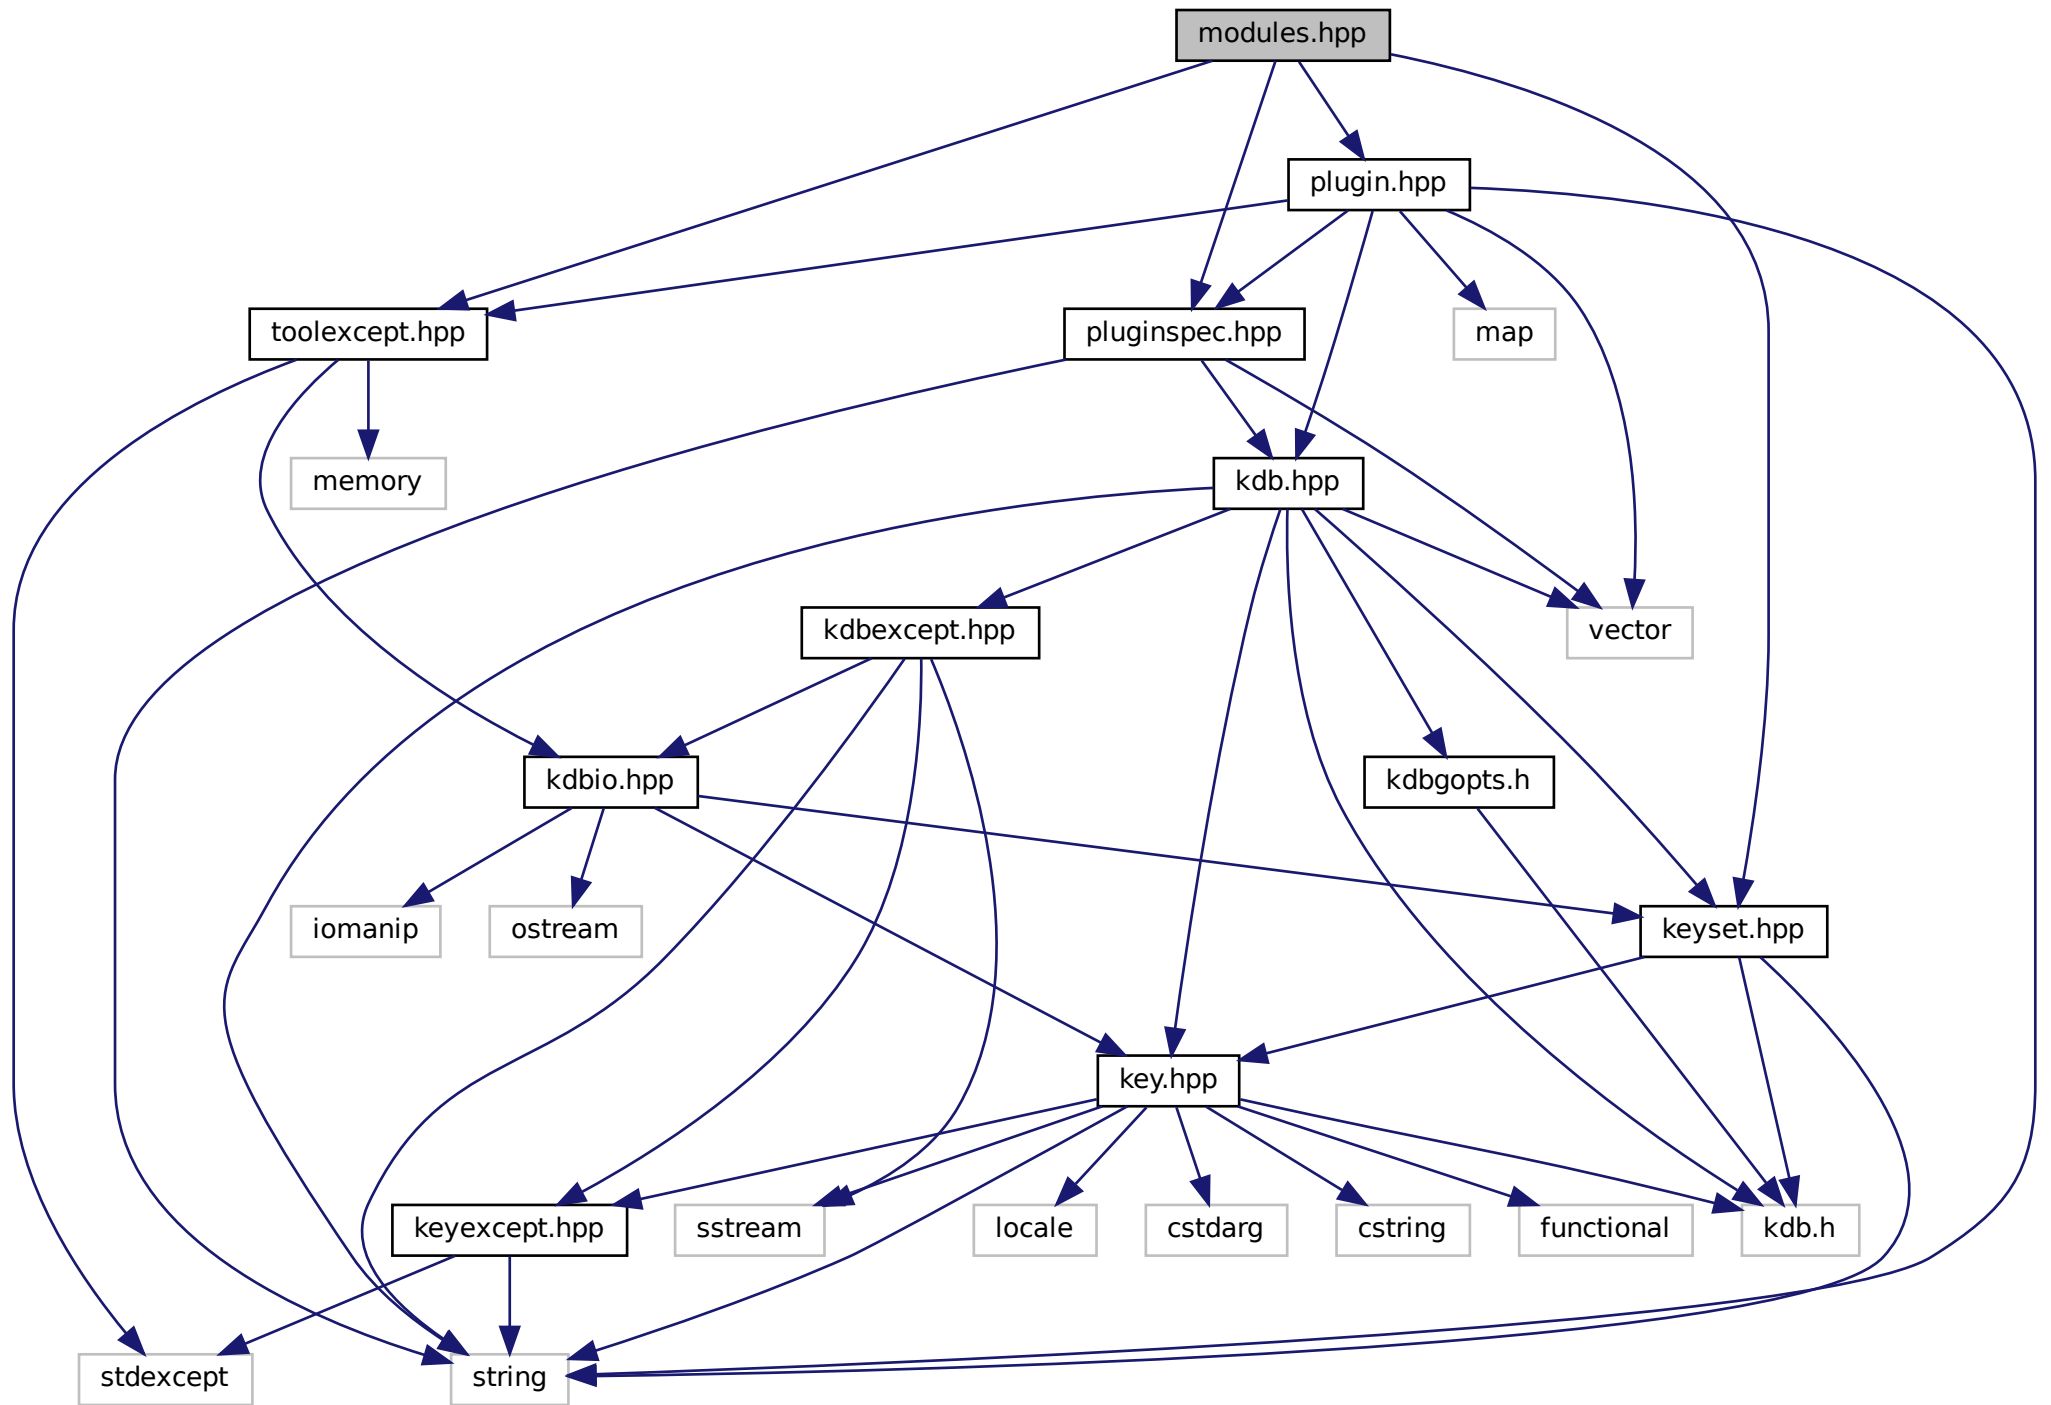 modules.hpp
plugin.hpp
toolexcept.hpp
pluginspec.hpp
map
memory
kdb.hpp
kdbexcept.hpp
vector
kdbio.hpp
kdbgopts.h
iomanip
ostream
keyset.hpp
key.hpp
keyexcept.hpp
sstream
locale
cstdarg
cstring
functional
kdb.h
stdexcept
string